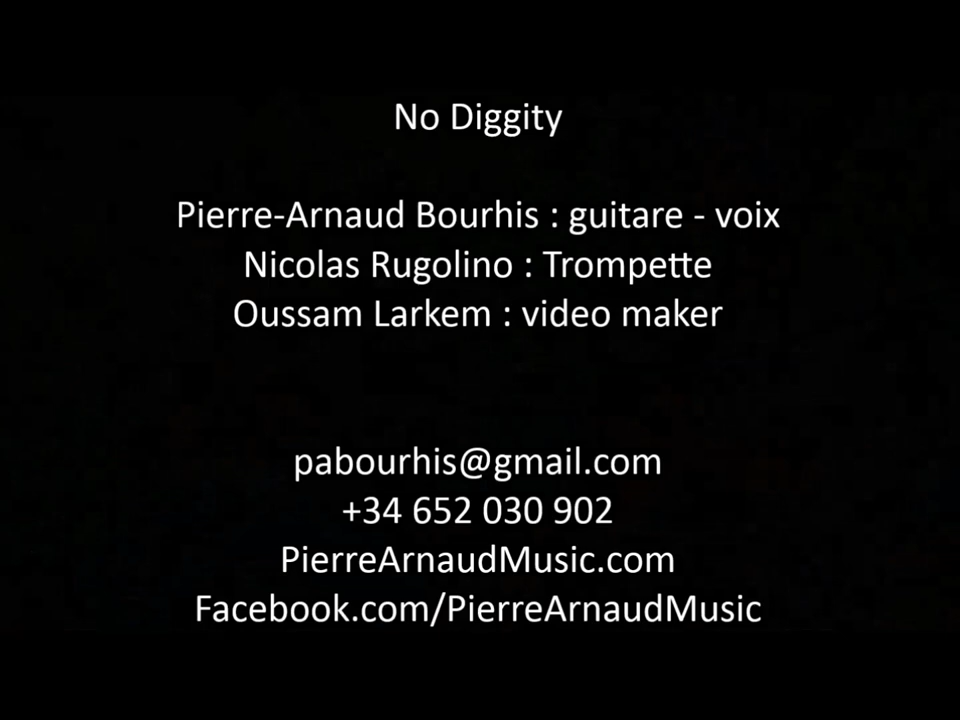 No Diggity
Pierre-Arnaud Bourhis : guitare - voix
Nicolas Rugolino : Trompette
Oussam Larkem : video maker
pabourhis@gmail.com
+34 652 030 902
PierreArnaudMusic.com
Facebook.com/PierreArnaudMusic